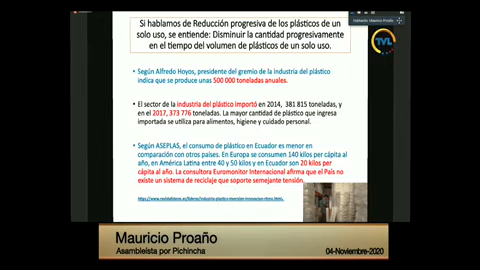 Si hablamos de Reducción progresiva de los plásticos de un
solo uso, se entiende: Disminuir la cantidad progresivamente
en el tiempo del volumen de plásticos de un solo uso.
Hablando: Mauricio Proaño
TVL
• Según Alfredo Hoyos, presidente del gremio de la industria del plástico
indica que se produce unas 500 000 toneladas anuales.
• El sector de la industria del plástico importó en 2014, 381 815 toneladas, y
en el 2017, 373 776 toneladas. La mayor cantidad de plástico que ingresa
importada se utiliza para alimentos, higiene y cuidado personal.
• Según ASEPLAS, el consumo de plástico en Ecuador es menor en
comparación con otros países. En Europa se consumen 140 kilos per cápita al
año, en América Latina entre 40 y 50 kilos y en Ecuador son 20 kilos per
cápita al año. La consultora Euromonitor Internacional afirma que el País no
existe un sistema de reciclaje que soporte semejante tensión.
Mauricio Proaño
Asambleísta por Pichincha
04-Noviembre-2020